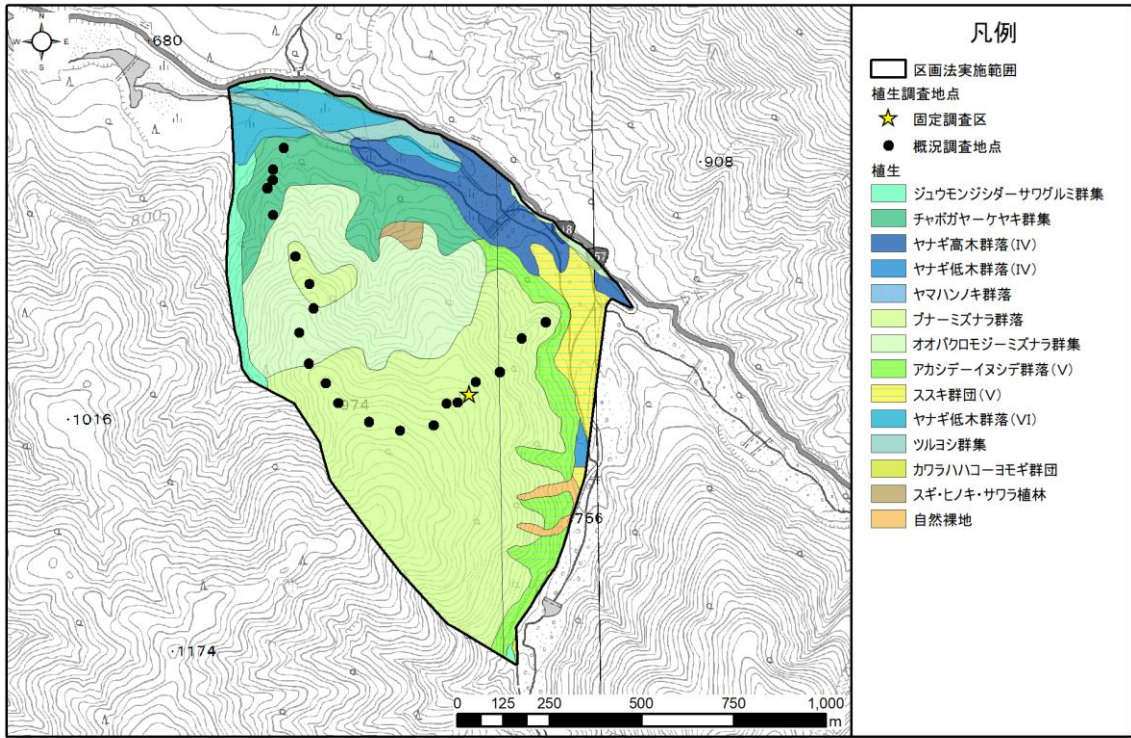 N
W E
S
680
908
800
18
57
1016
974
756
1174
0 125 250 500 750 1,000
m
凡例
区画法実施範囲
植生調査地点
固定調査区
概況調査地点
植生
ジュウモンジシダーサワグルミ群集
チャボガヤーケヤキ群集
ヤナギ高木群落(IV)
ヤナギ低木群落(IV)
ヤマハンノキ群落
ブナーミズナラ群落
オオバクロモジーミズナラ群集
アカシデーイヌシデ群落(V)
ススキ群団(V)
ヤナギ低木群落(VI)
ツルヨシ群集
カワラハハコーヨモギ群団
スギ・ヒノキ・サワラ植林
自然裸地